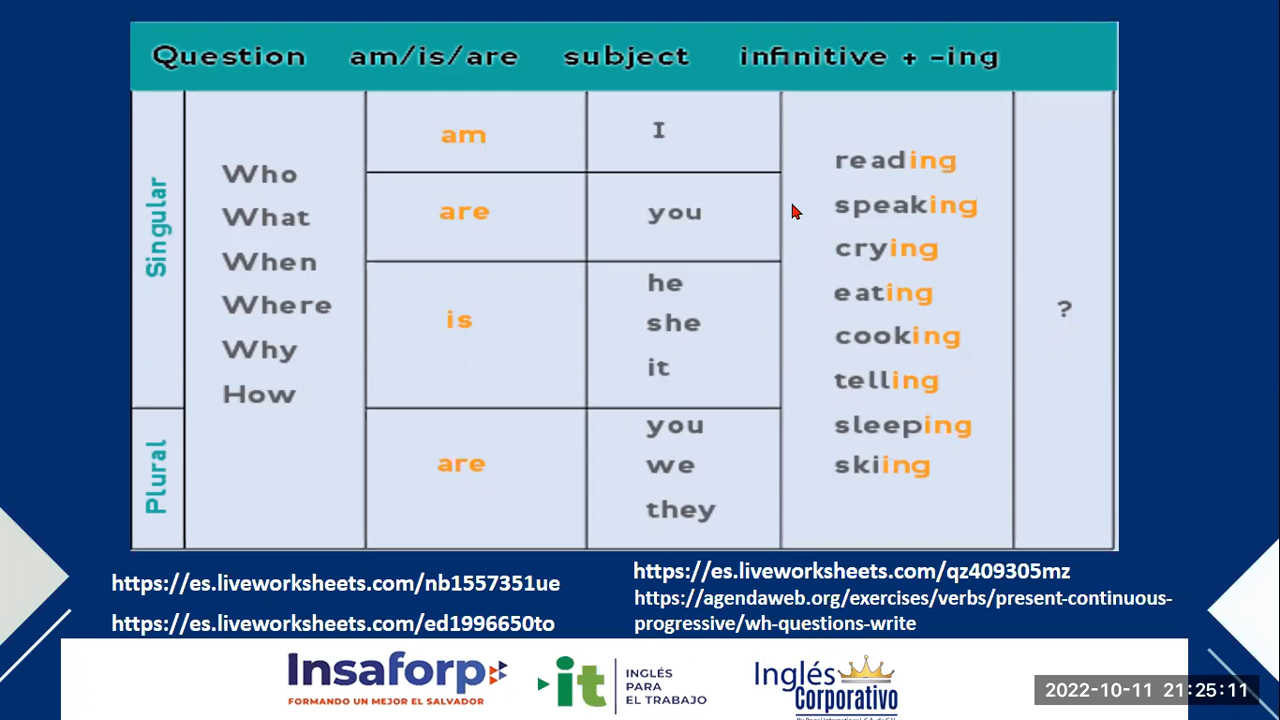 Question am/is/are subject infinitive + -ing
Singular
Who
What
When
Where
Why
How
am
I
are
you
is
he
she
it
Plural
are
you
we
they
reading
speaking
crying
eating
cooking
telling
sleeping
skiing
?
https://es.liveworksheets.com/nb1557351ue
https://es.liveworksheets.com/ed1996650to
https://es.liveworksheets.com/qz409305mz
https://agendaweb.org/exercises/verbs/present-continuous-
progressive/wh-questions-write
Insaforp
FORMANDO UN MEJOR EL SALVADOR
it
INGLÉS
PARA
EL TRABAJO
Inglés
Corporativo
2022-10-11 21:25:11